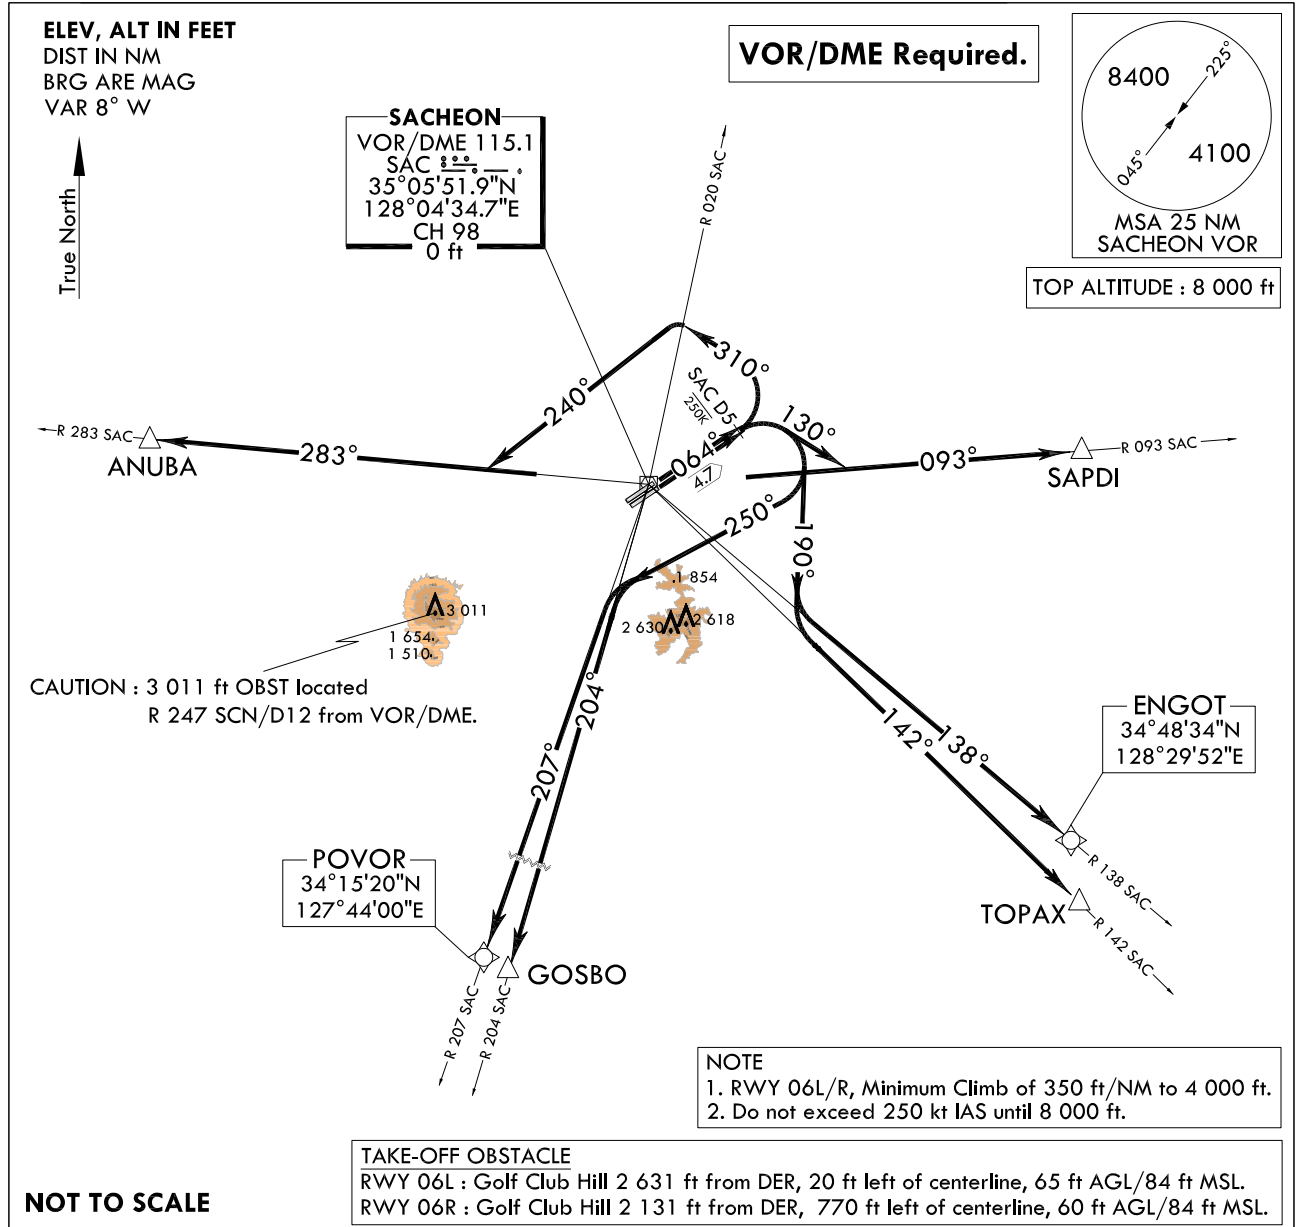 ELEV, ALT IN FEET
DIST IN NM
BRG ARE MAG
VAR 8° W
True North
VOR/DME Required.
8400
4100
225°
045°
MSA 25 NM
SACHEON VOR
TOP ALTITUDE : 8 000 ft
SACHEON
VOR/DME 115.1
SAC
35°05'51.9"N
128°04'34.7"E
CH 98
0 ft
R 020 SAC
310°
SAC D5
250K
240°
130°
064°
4.7
R 283 SAC
ANUBA
283°
093°
R 093 SAC
SAPDI
250°
190°
1 854
2 630
2 618
3 011
1 654
1 510
CAUTION : 3 011 ft OBST located
R 247 SCN/D12 from VOR/DME.
204°
207°
142°
138°
ENGOT
34°48'34"N
128°29'52"E
POVOR
34°15'20"N
127°44'00"E
R 138 SAC
TOPAX
R 142 SAC
GOSBO
R 207 SAC
R 204 SAC
NOTE
1. RWY 06L/R, Minimum Climb of 350 ft/NM to 4 000 ft.
2. Do not exceed 250 kt IAS until 8 000 ft.
TAKE-OFF OBSTACLE
RWY 06L : Golf Club Hill 2 631 ft from DER, 20 ft left of centerline, 65 ft AGL/84 ft MSL.
RWY 06R : Golf Club Hill 2 131 ft from DER, 770 ft left of centerline, 60 ft AGL/84 ft MSL.
NOT TO SCALE